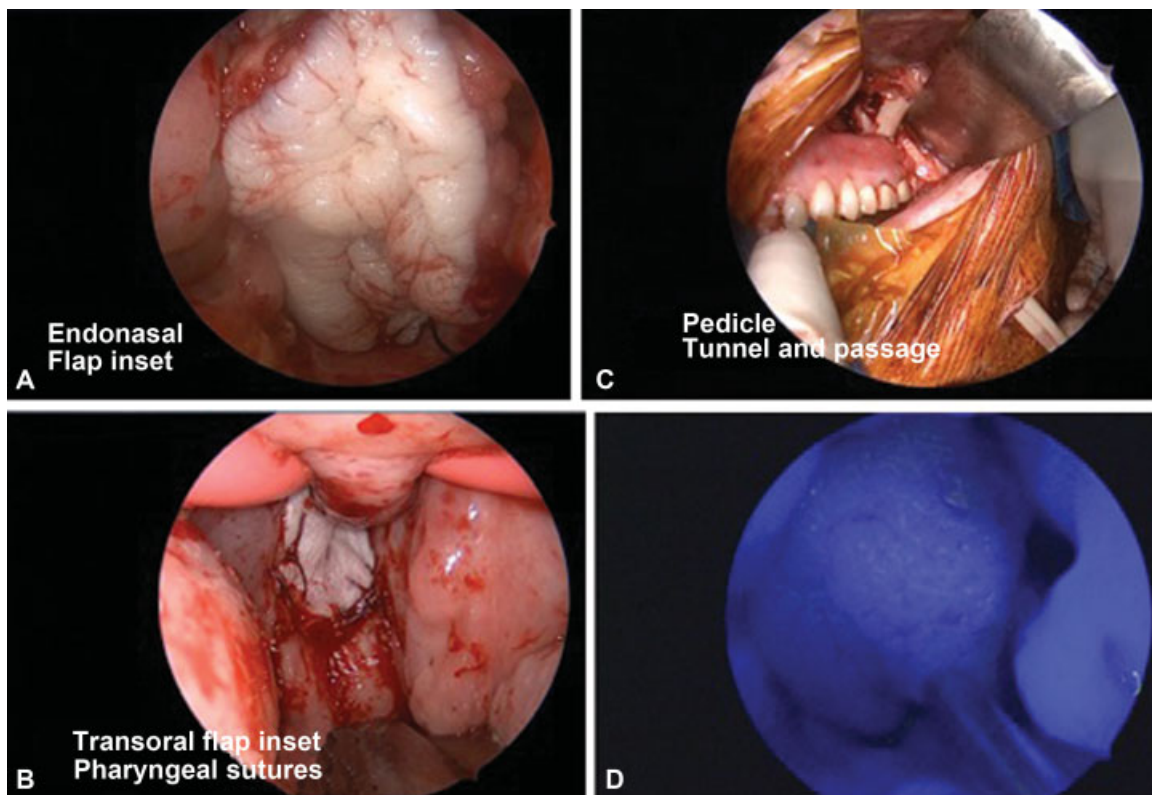 Endonasal
Flap inset
A
Pedicle
Tunnel and passage
C
Transoral flap inset
Pharyngeal sutures
B
D